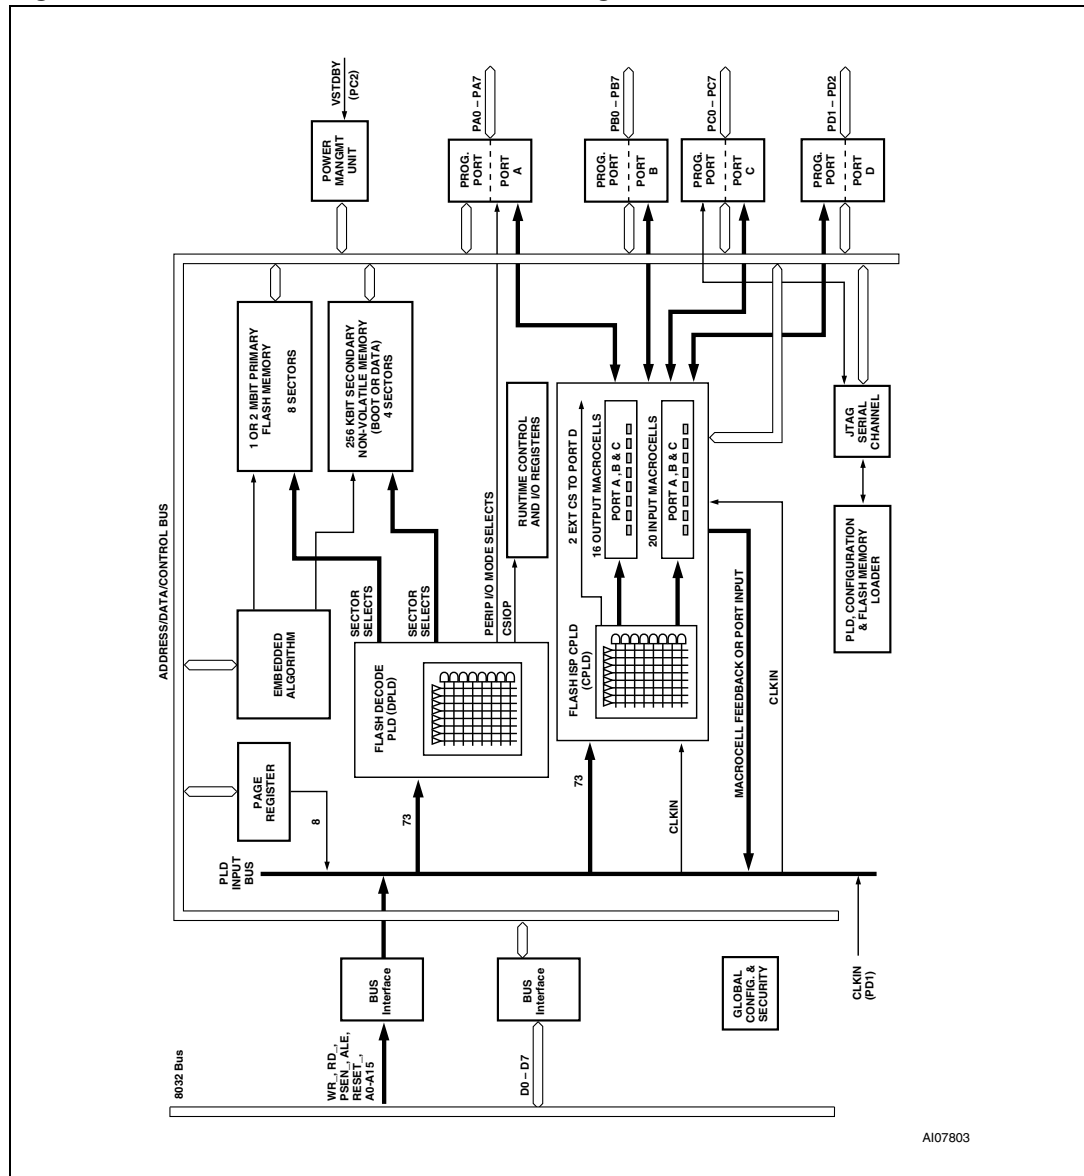 VSTDBY
(PC2)
PA0 – PA7
PB0 – PB7
PC0 – PC7
PD1 – PD2
POWER
MANGMT
UNIT
PROG.
PORT
PORT
A
PROG.
PORT
PORT
B
PROG.
PORT
PORT
C
PROG.
PORT
PORT
D
ADDRESS/DATA/CONTROL BUS
1 OR 2 MBIT PRIMARY
FLASH MEMORY
8 SECTORS
256 KBIT SECONDARY
NON-VOLATILE MEMORY
(BOOT OR DATA)
4 SECTORS
PERIP I/O MODE SELECTS
CSIOP
RUNTIME CONTROL
AND I/O REGISTERS
2 EXT CS TO PORT D
16 OUTPUT MACROCELLS
PORT A ,B & C
20 INPUT MACROCELLS
PORT A ,B & C
JTAG
SERIAL
CHANNEL
PLD, CONFIGURATION
& FLASH MEMORY
LOADER
SECTOR
SELECTS
SECTOR
SELECTS
EMBEDDED
ALGORITHM
FLASH DECODE
PLD (DPLD)
FLASH ISP CPLD
(CPLD)
MACROCELL FEEDBACK OR PORT INPUT
CLKIN
PAGE
REGISTER
8
73
73
CLKIN
PLD
INPUT
BUS
BUS
Interface
BUS
Interface
GLOBAL
CONFIG. &
SECURITY
CLKIN
(PD1)
8032 Bus
WR_, RD_,
PSEN_, ALE,
RESET_,
A0-A15
D0 – D7
AI07803